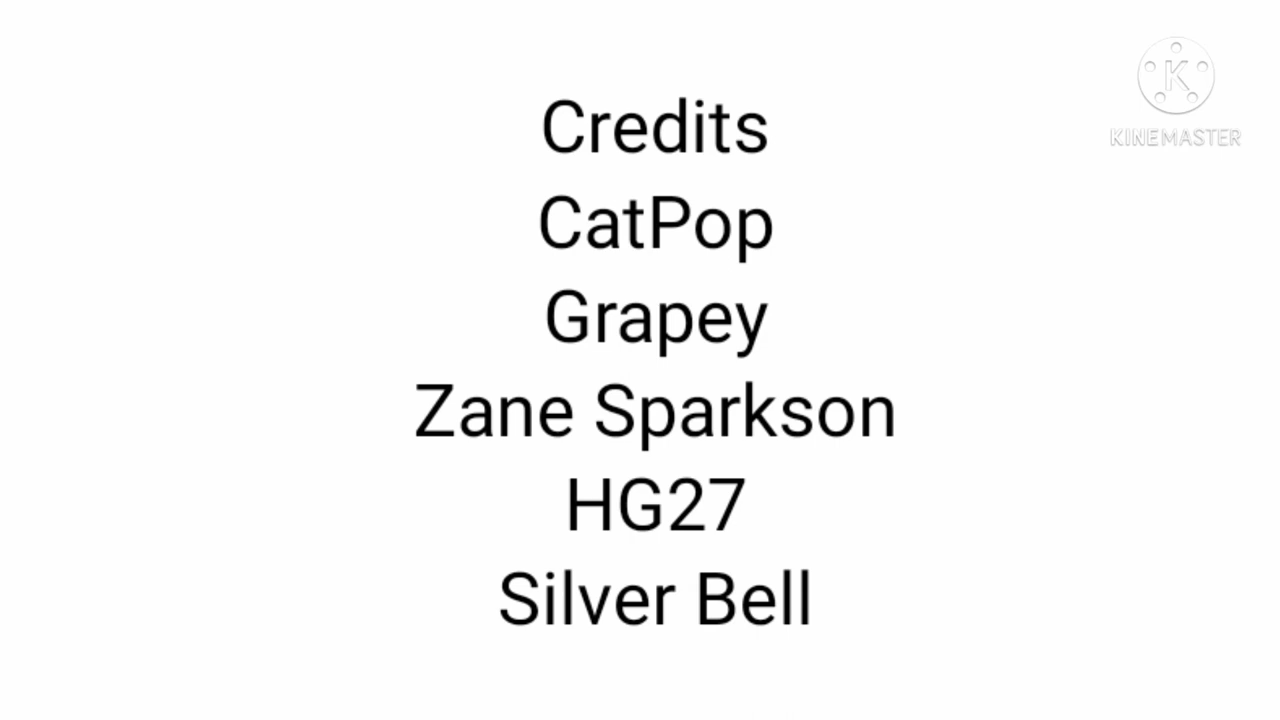 Credits
CatPop
Grapey
Zane Sparkson
HG27
Silver Bell
K
KINEMASTER